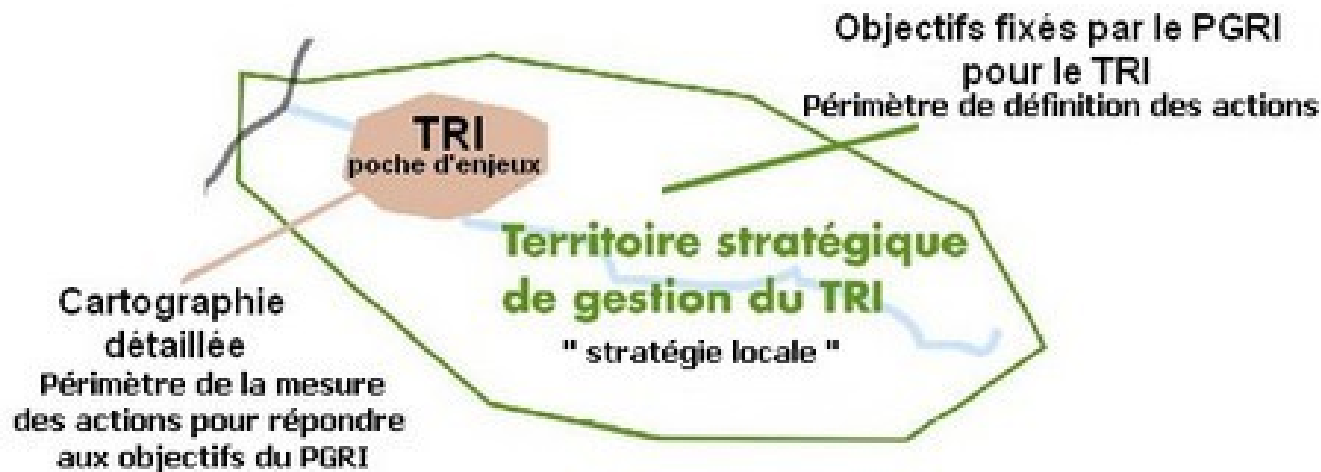 Objectifs fixés par le PGRI
pour le TRI
Périmètre de définition des actions
TRI
poche d'enjeux
Territoire stratégique
de gestion du TRI
" stratégie locale "
Cartographie
détaillée
Périmètre de la mesure
des actions pour répondre
aux objectifs du PGRI